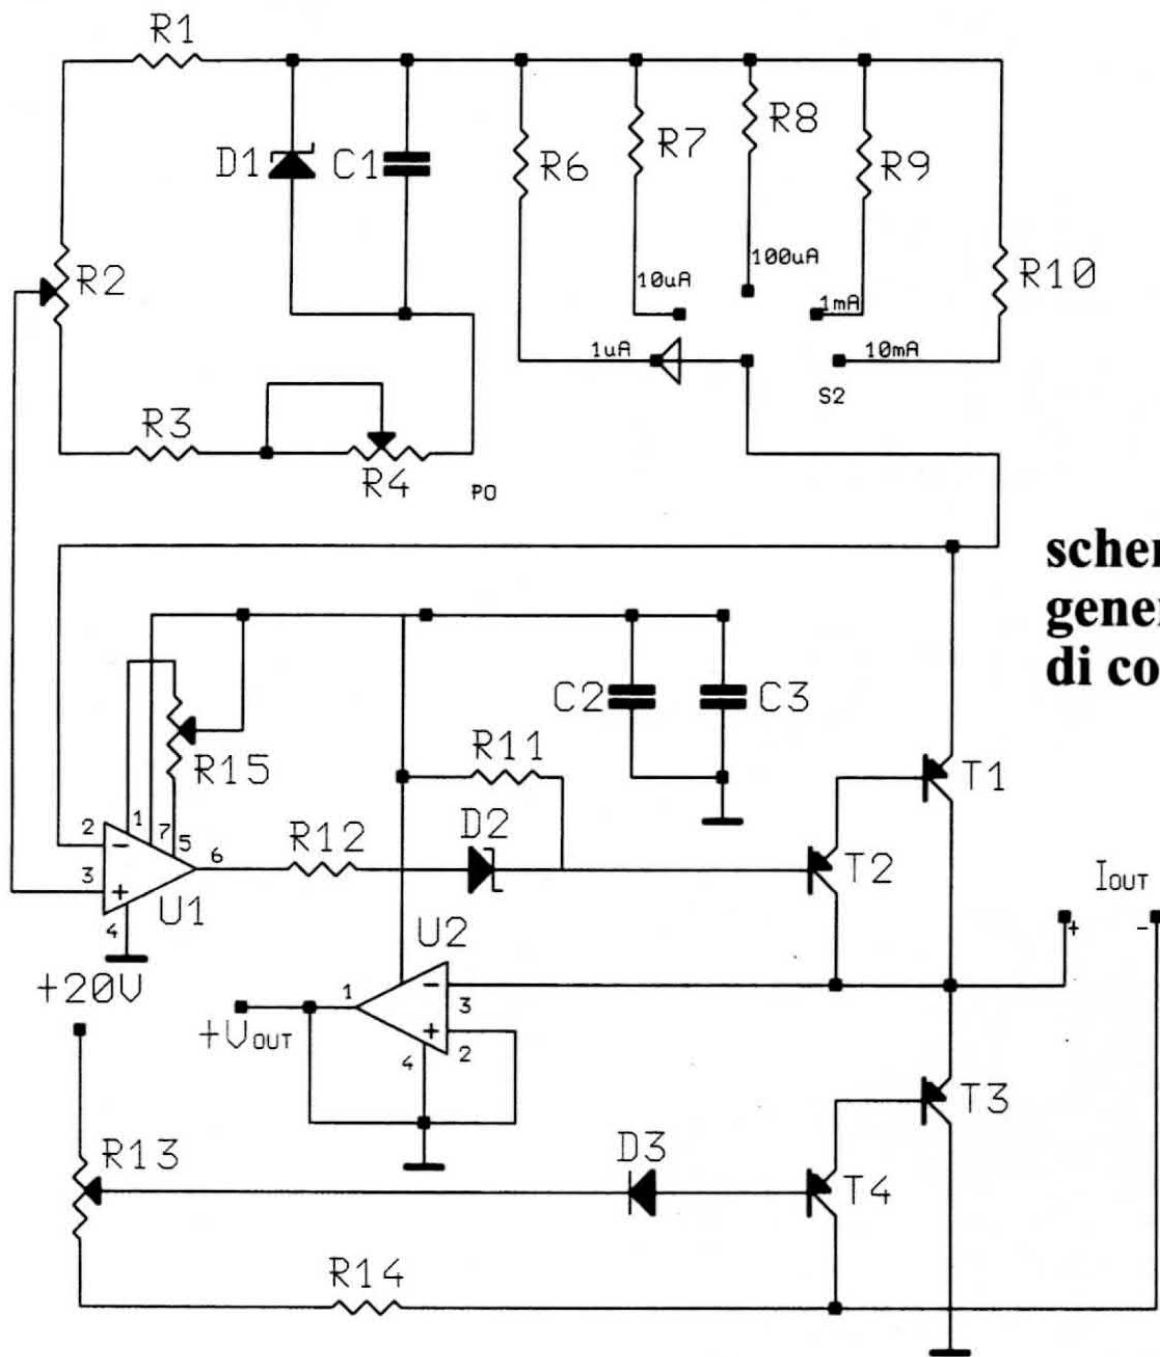 R1
D1
C1
R6
R7
R8
R9
R10
R2
10uA
100uA
1mA
1uA
10mA
S2
R3
R4
PO
R15
C2
C3
R11
T1
D2
R12
T2
2
1
7
5
6
3
4
U1
U2
IOUT
+
-
+20V
1
3
2
4
+VOUT
R13
D3
T3
T4
R14
di co